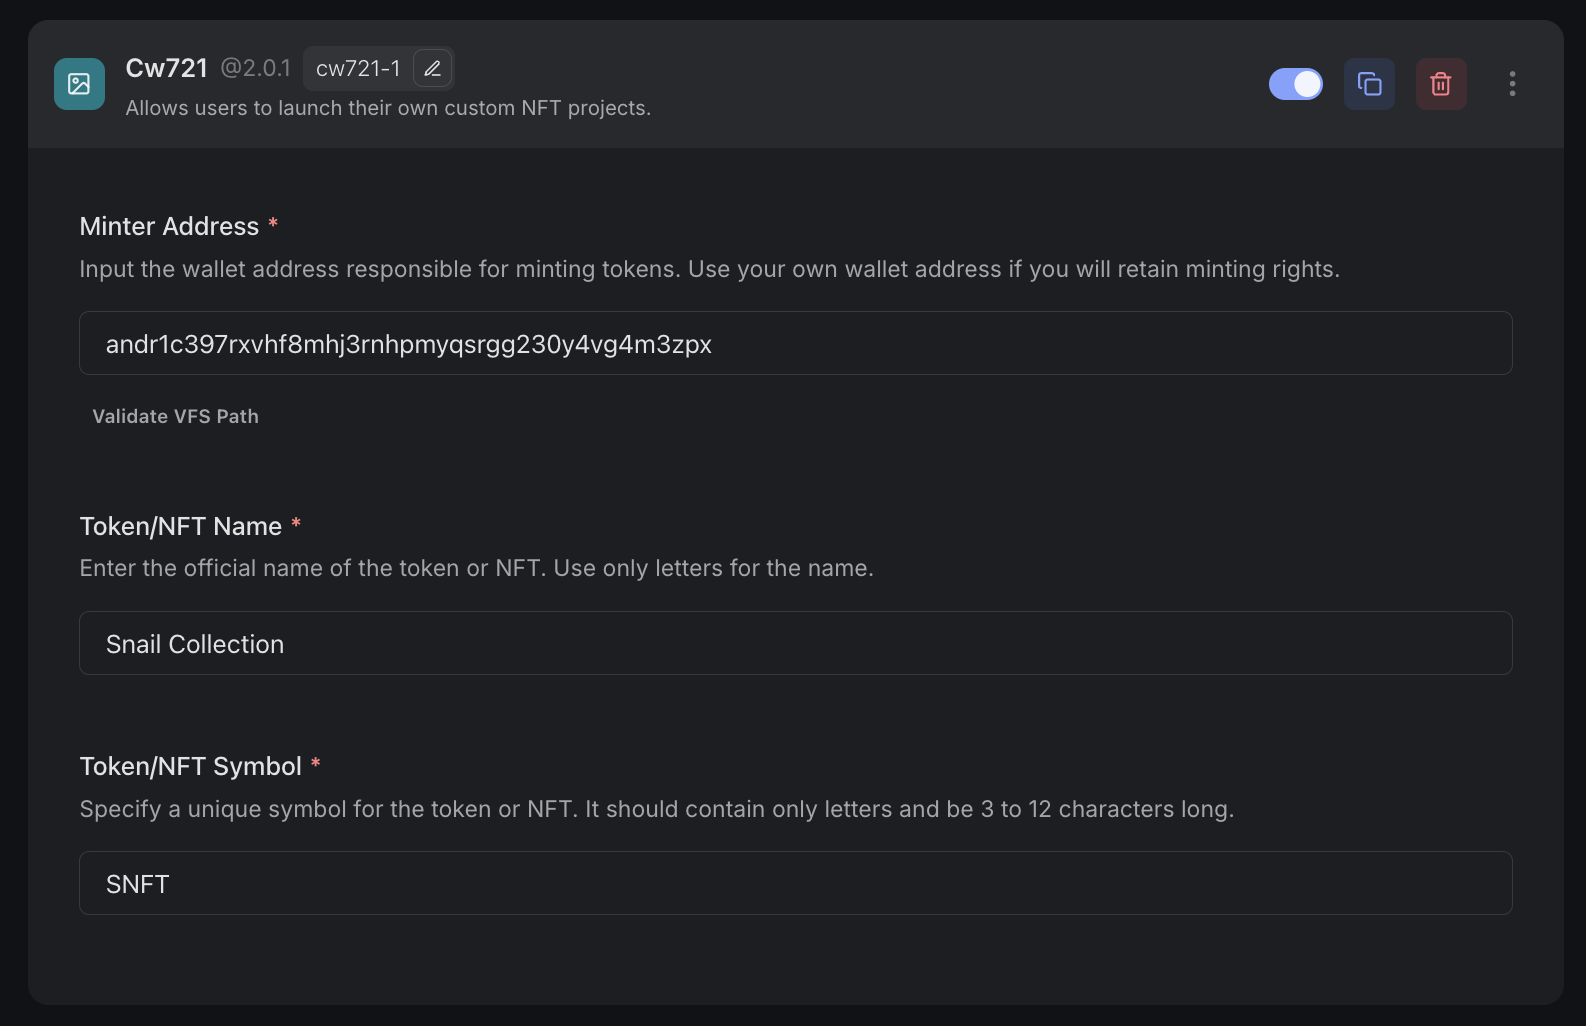 Cw721 @2.0.1 cw721-1
Allows users to launch their own custom NFT projects.
Minter Address *
Input the wallet address responsible for minting tokens. Use your own wallet address if you will retain minting rights.
andr1c397rxvhf8mhj3rnhpmyqsrgg230y4vg4m3zpx
Validate VFS Path
Token/NFT Name *
Enter the official name of the token or NFT. Use only letters for the name.
Snail Collection
Token/NFT Symbol *
Specify a unique symbol for the token or NFT. It should contain only letters and be 3 to 12 characters long.
SNFT